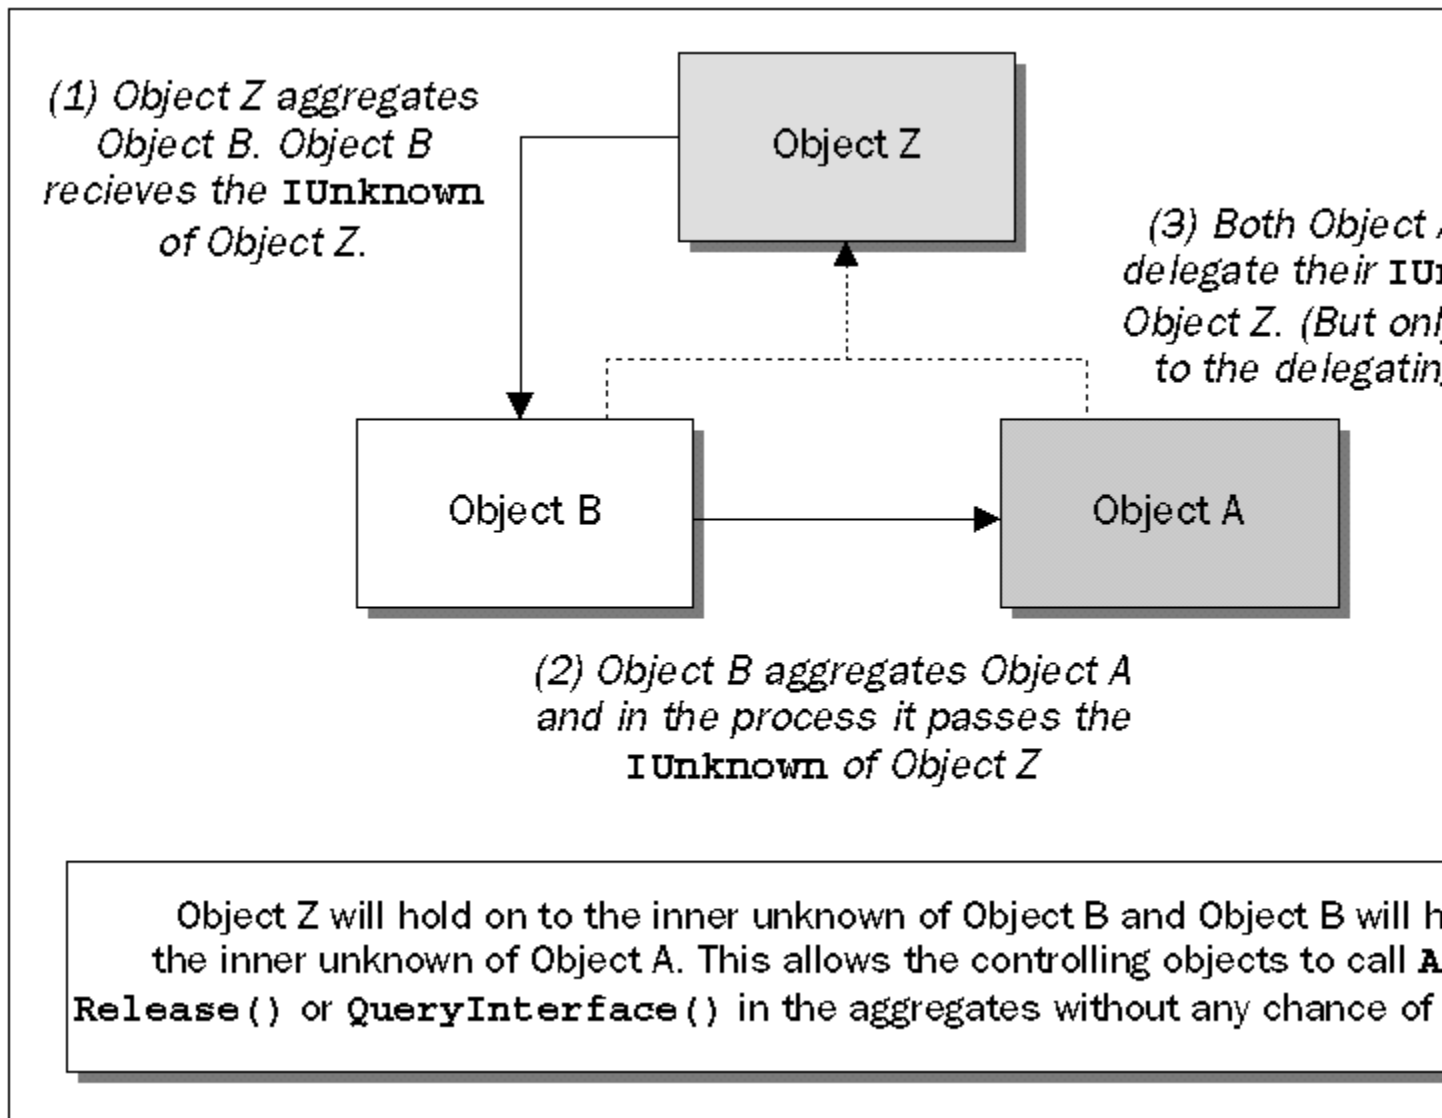 (1) Object Z aggregates
Object B. Object B
recieves the IUnknown
of Object Z.
Object Z
(3) Both Object
delegate their
Object Z. (But
to the
Object B
Object A
(2) Object B aggregates Object A
and in the process it passes the
IUnknown of Object Z
Object Z will hold on to the inner unknown of Object B and Object B will
the inner unknown of Object A. This allows the controlling objects to call
Release() or QueryInterface() in the aggregates without any chance of